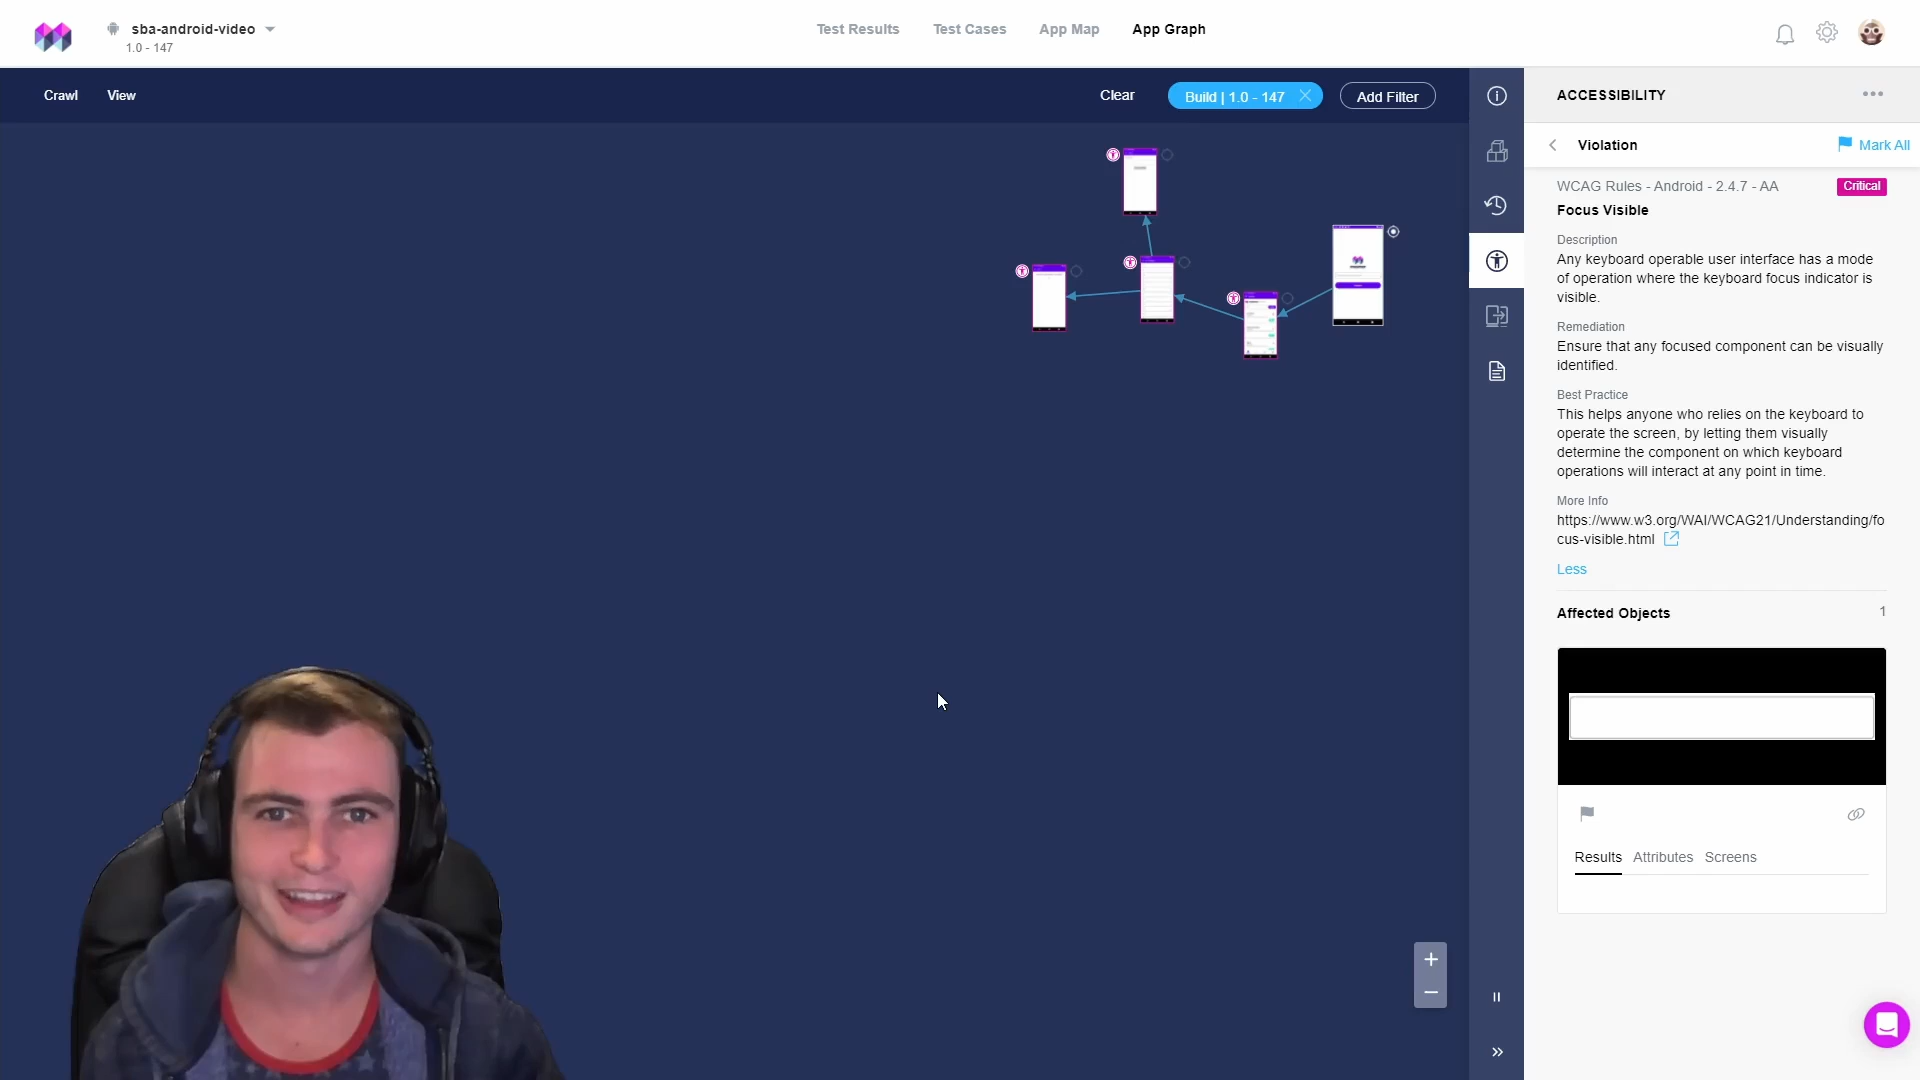 sba-android-video
1.0 - 147
Test Results
Test Cases
App Map
App Graph
Crawl
View
Clear
Build | 1.0 - 147
Add Filter
ACCESSIBILITY
Violation
Mark All
WCAG Rules - Android - 2.4.7 - AA
Critical
Focus Visible
Description
Any keyboard operable user interface has a mode
of operation where the keyboard focus indicator is
visible.
Remediation
Ensure that any focused component can be visually
identified.
Best Practice
This helps anyone who relies on the keyboard to
operate the screen, by letting them visually
determine the component on which keyboard
operations will interact at any point in time.
More Info
https://www.w3.org/WAI/WCAG21/Understanding/fo
cus-visible.html
Less
Affected Objects
1
Results
Attributes
Screens